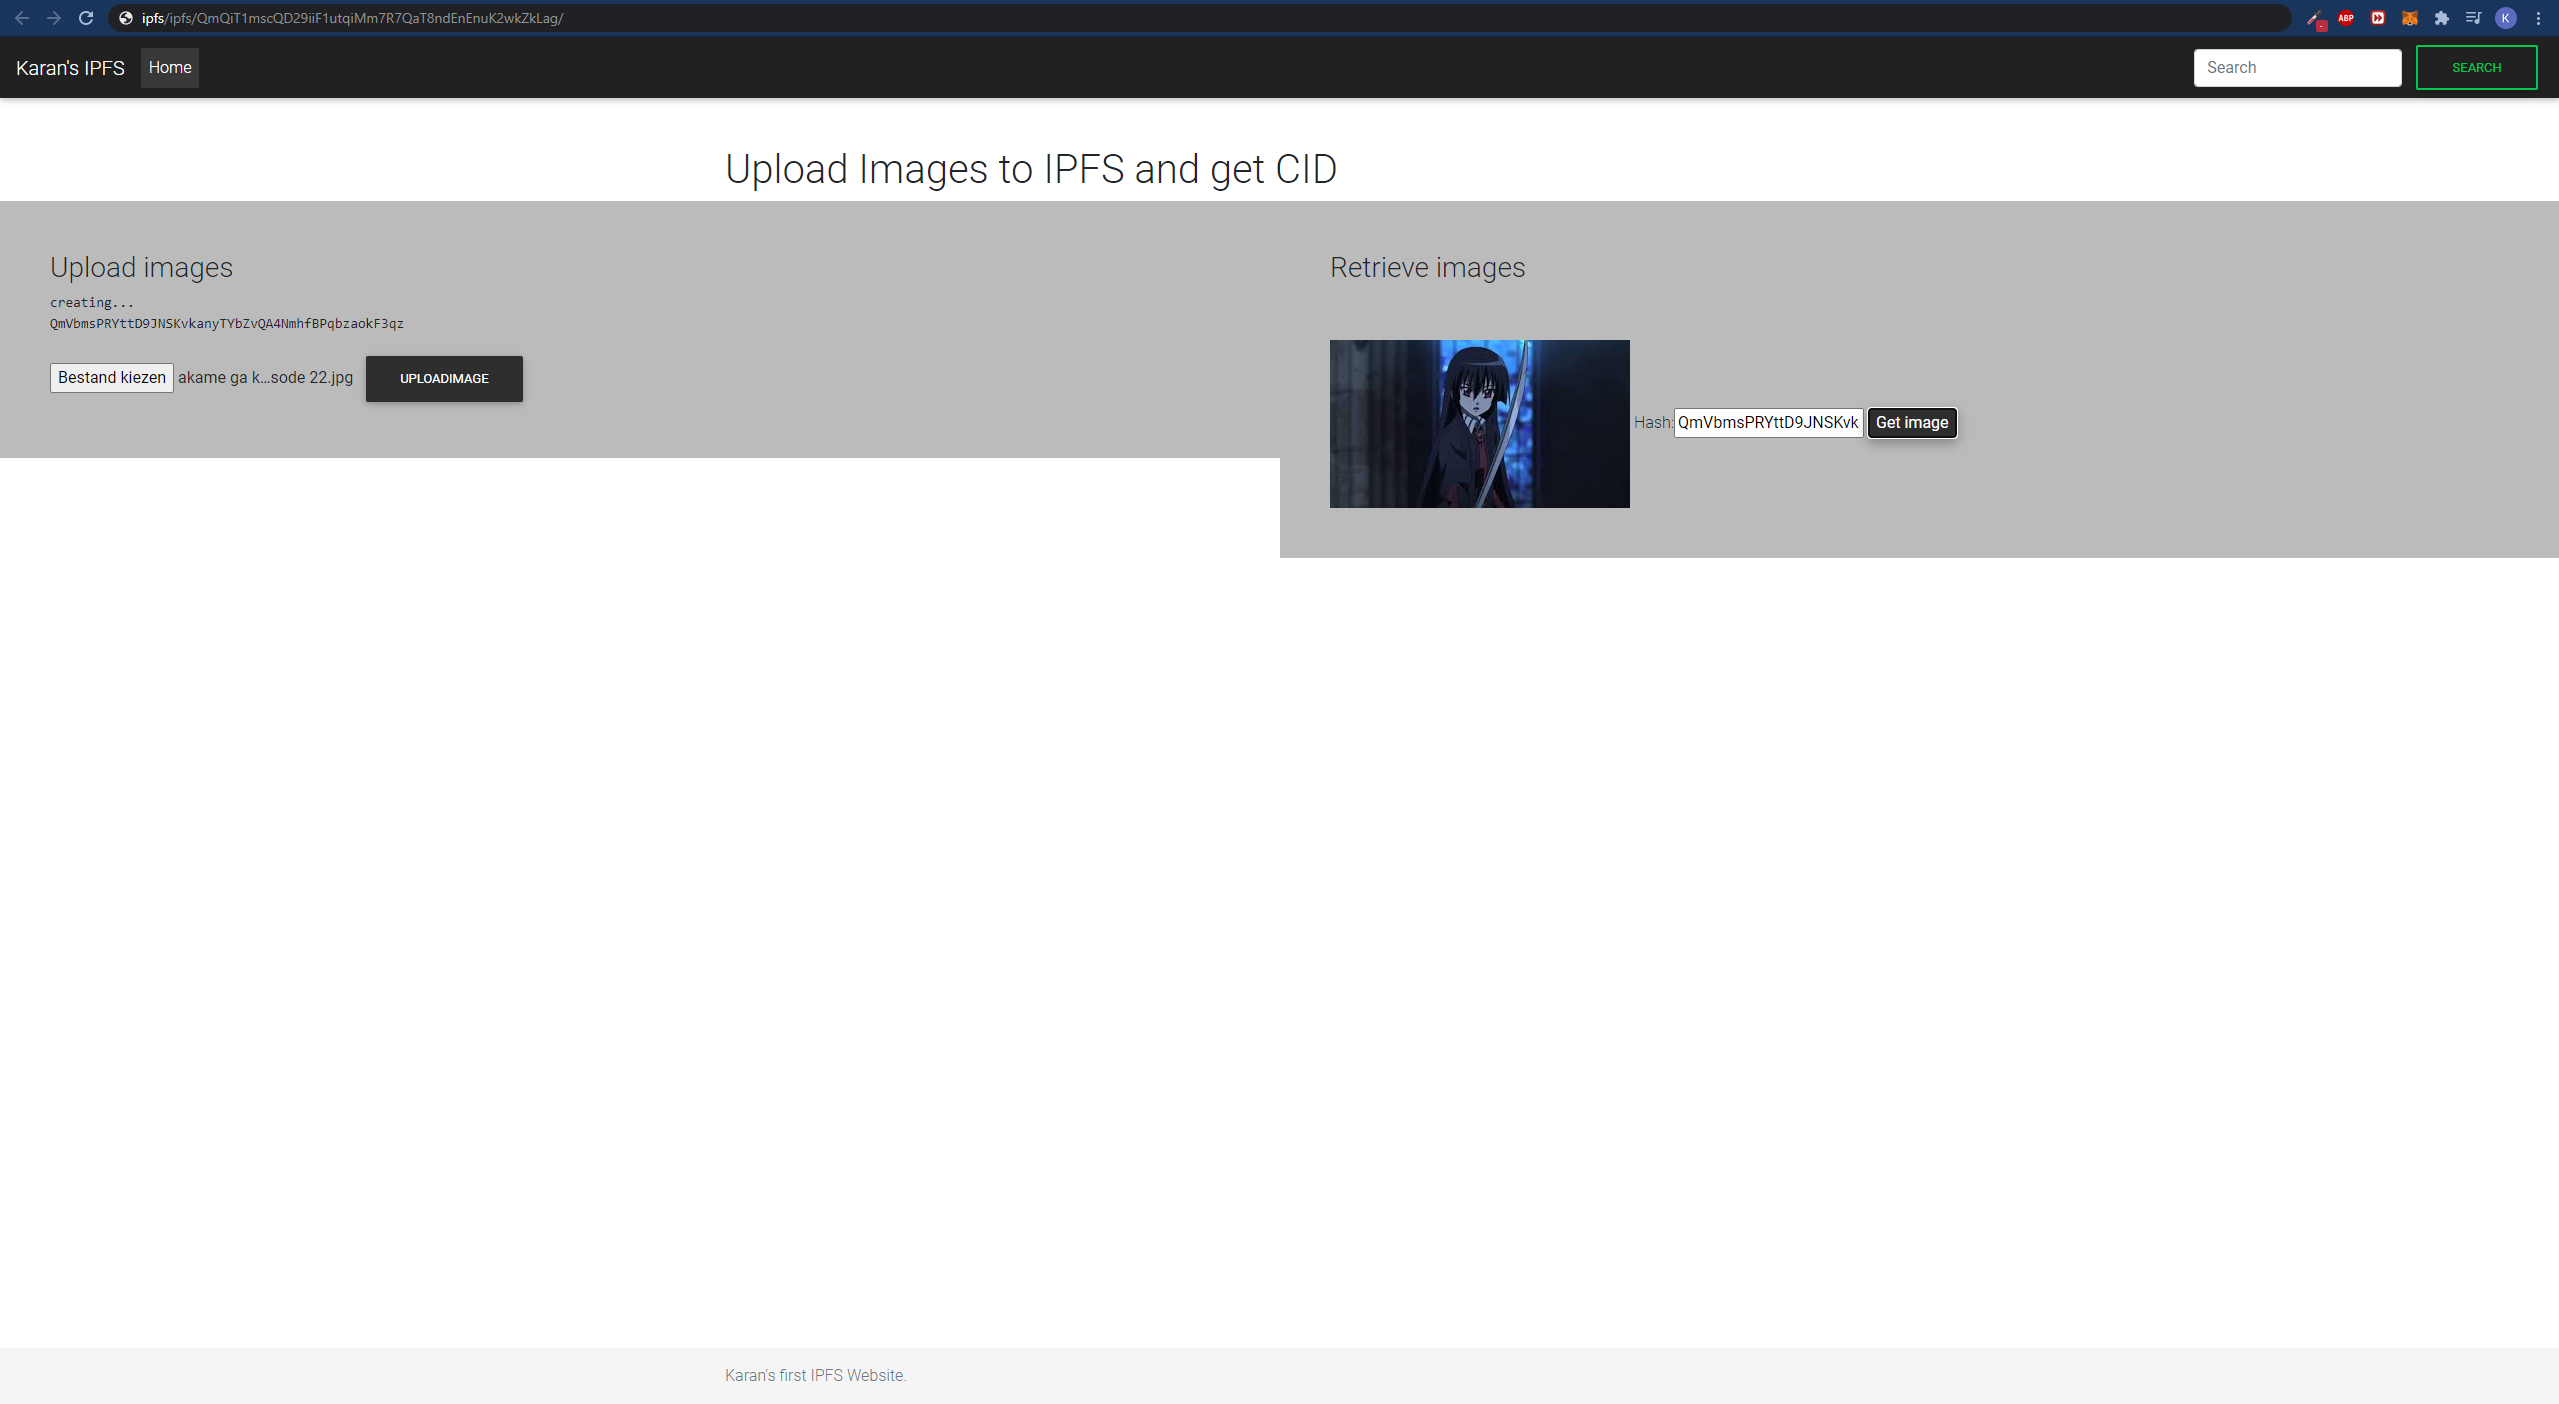 ipfs/ipfs/QmQiT1mscQD29iiF1utqiMm7R7QaT8ndEnEnuK2wkZkLag/
ABP
K
Karan's IPFS Home Search SEARCH
Upload Images to IPFS and get CID
Upload images
creating...
QmVbmsPRYttD9JNSKvkanyTYbZvQA4NmhfBPqbzaokF3qz
Bestand kiezen akame ga k...sode 22.jpg UPLOADIMAGE
Retrieve images
Hash: QmVbmsPRYttD9JNSKvk Get image
Karan's first IPFS Website.